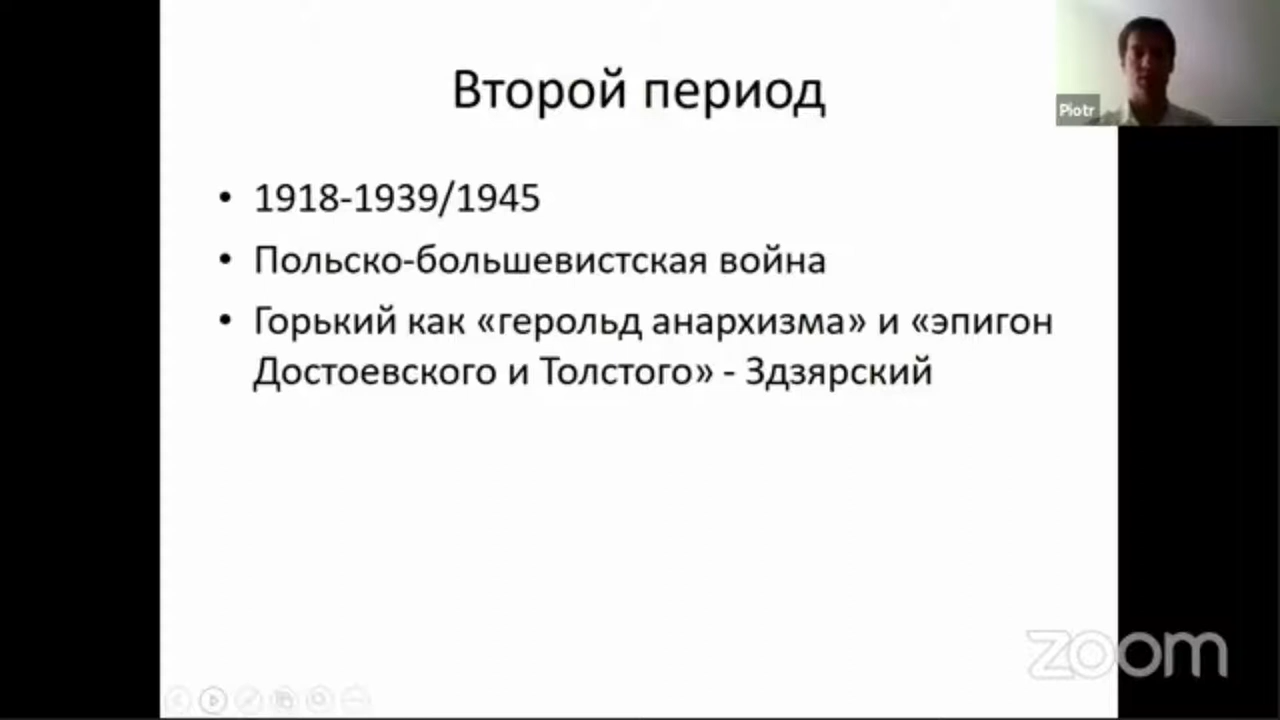 Второй период
Piotr
• 1918-1939/1945
• Польско-большевистская война
• Горький как «герольд анархизма» и «эпигон
Достоевского и Толстого» - Здзярский
zoom